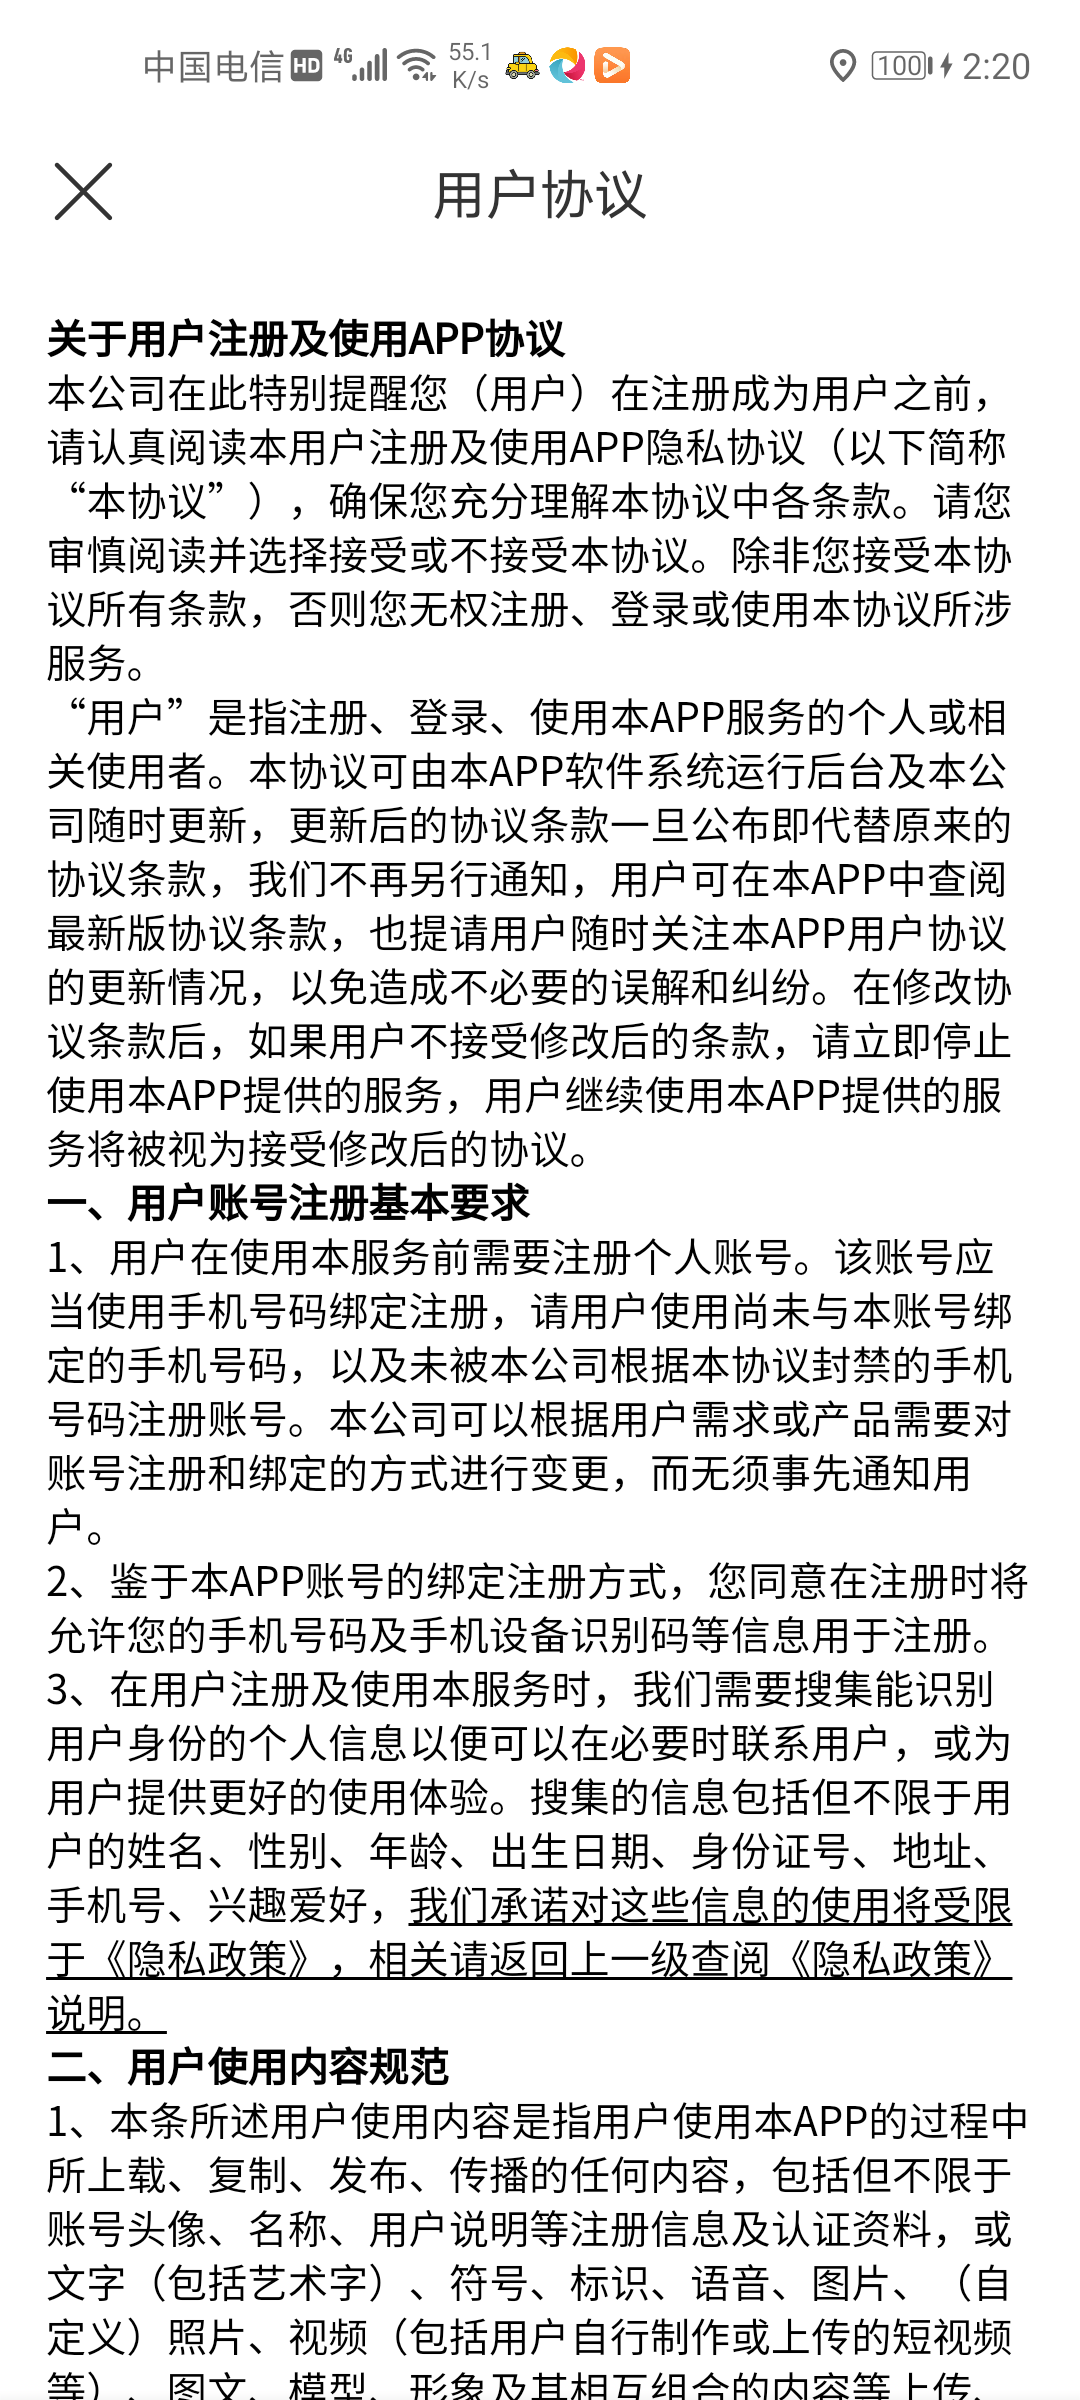 中国电信 HD 4G 55.1 K/s 100 2:20
用户协议
关于用户注册及使用APP协议
本公司在此特别提醒您（用户）在注册成为用户之前，
请认真阅读本用户注册及使用APP隐私协议（以下简称
“本协议”），确保您充分理解本协议中各条款。请您
审慎阅读并选择接受或不接受本协议。除非您接受本协
议所有条款，否则您无权注册、登录或使用本协议所涉
服务。
“用户”是指注册、登录、使用本APP服务的个人或相
关使用者。本协议可由本APP软件系统运行后台及本公
司随时更新，更新后的协议条款一旦公布即代替原来的
协议条款，我们不再另行通知，用户可在本APP中查阅
最新版协议条款，也提请用户随时关注本APP用户协议
的更新情况，以免造成不必要的误解和纠纷。在修改协
议条款后，如果用户不接受修改后的条款，请立即停止
使用本APP提供的服务，用户继续使用本APP提供的服
务将被视为接受修改后的协议。
一、用户账号注册基本要求
1、用户在使用本服务前需要注册个人账号。该账号应
当使用手机号码绑定注册，请用户使用尚未与本账号绑
定的手机号码，以及未被本公司根据本协议封禁的手机
号码注册账号。本公司可以根据用户需求或产品需要对
账号注册和绑定的方式进行变更，而无须事先通知用
户。
2、鉴于本APP账号的绑定注册方式，您同意在注册时将
允许您的手机号码及手机设备识别码等信息用于注册。
3、在用户注册及使用本服务时，我们需要搜集能识别
用户身份的个人信息以便可以在必要时联系用户，或为
用户提供更好的使用体验。搜集的信息包括但不限于用
户的姓名、性别、年龄、出生日期、身份证号、地址、
手机号、兴趣爱好，我们承诺对这些信息的使用将受限
于《隐私政策》，相关请返回上一级查阅《隐私政策》
说明。
二、用户使用内容规范
1、本条所述用户使用内容是指用户使用本APP的过程中
所上载、复制、发布、传播的任何内容，包括但不限于
账号头像、名称、用户说明等注册信息及认证资料，或
文字（包括艺术字）、符号、标识、语音、图片、（自
定义）照片、视频（包括用户自行制作或上传的短视频
等）、图文、模型、形象及其相互组合的内容等上传、